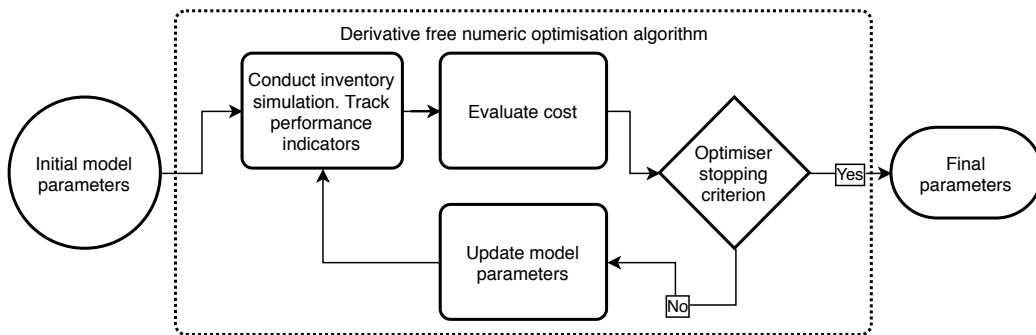 Derivative free numeric optimisation algorithm
Initial model
parameters
Conduct inventory
simulation. Track
performance
indicators
Evaluate cost
Optimiser
stopping
criterion
Yes
Final
parameters
Update model
parameters
No